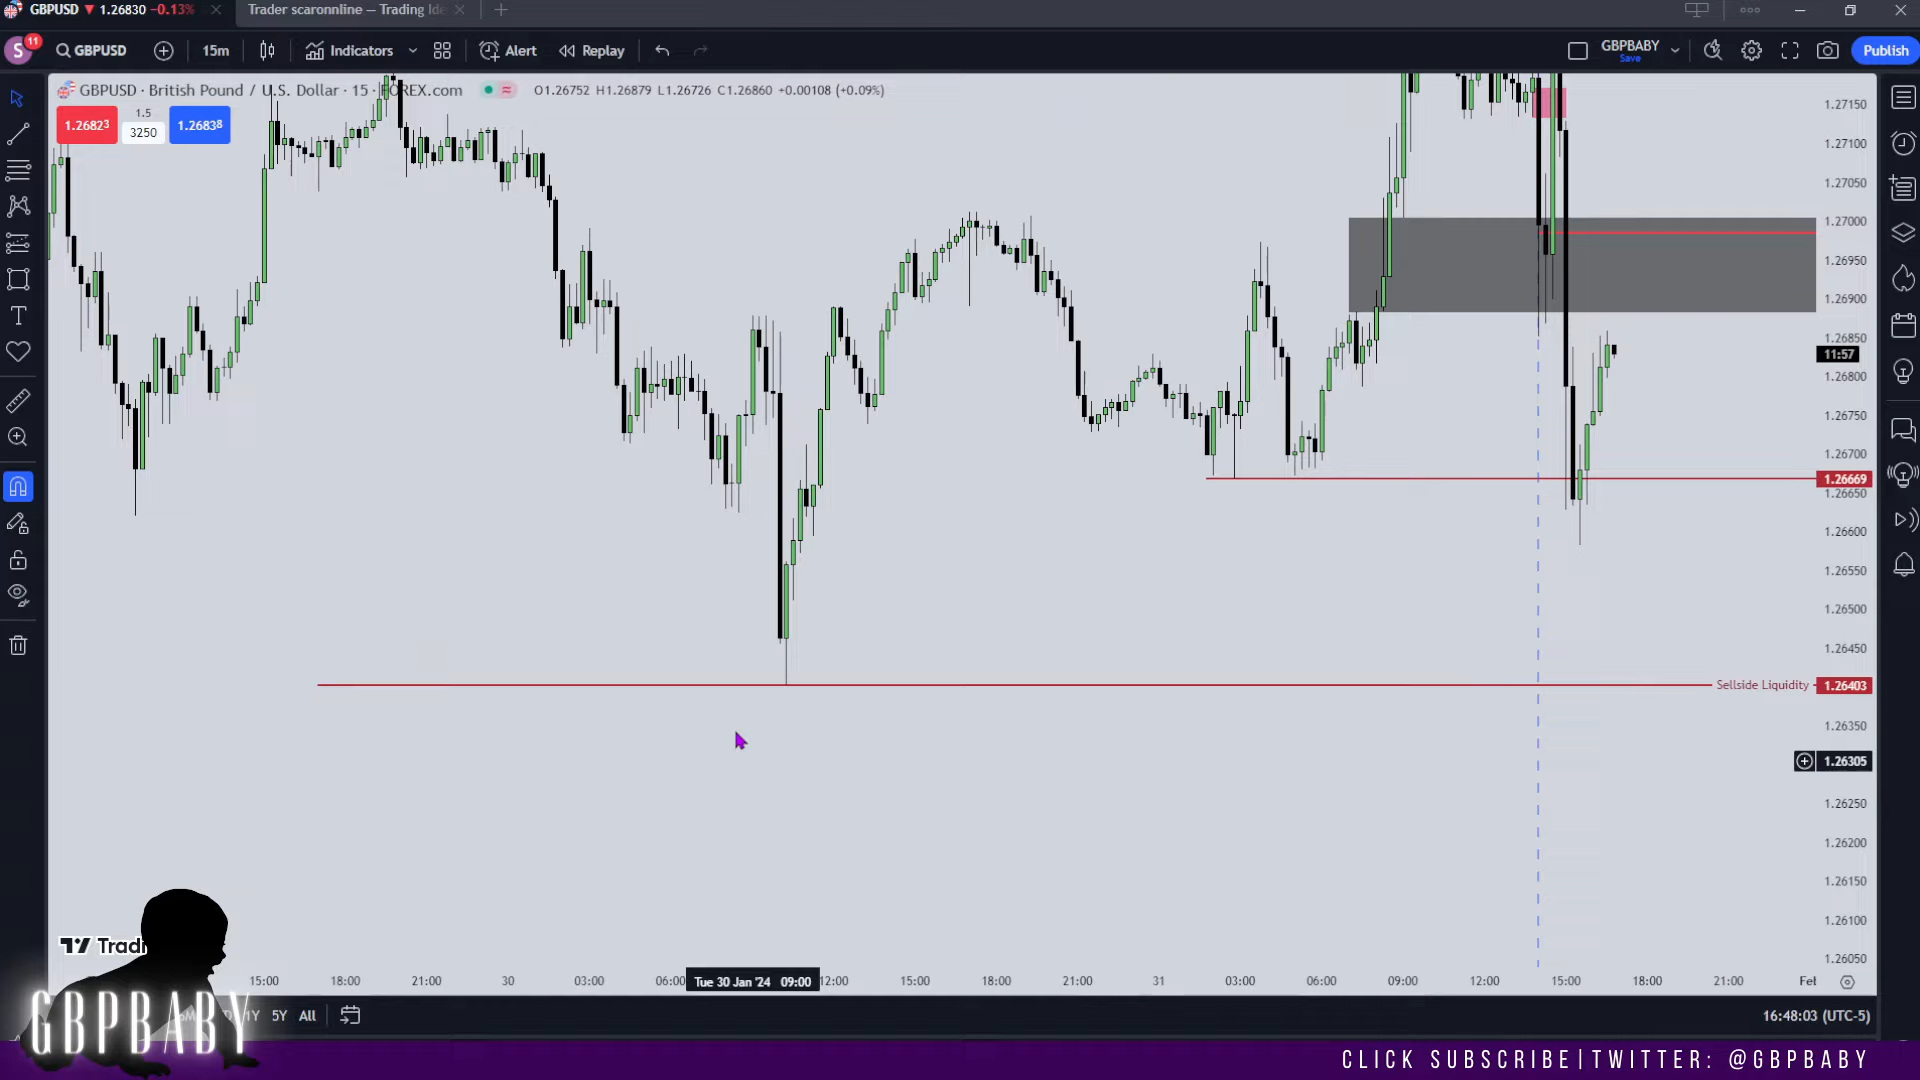 GBPUSD ▼ 1.26830 −0.13%
Trader scaronnline — Trading Ide
S 11 GBPUSD 15m Indicators Alert Replay GBPBABY Save Publish
GBPUSD · British Pound / U.S. Dollar · 15 · FOREX.com O1.26752 H1.26879 L1.26726 C1.26860 +0.00108 (+0.09%)
1.26823 1.5 3250 1.26838
1.27150
1.27100
1.27050
1.27000
1.26950
1.26900
1.26850
11:57
1.26800
1.26750
1.26700
1.26669
1.26650
1.26600
1.26550
1.26500
1.26450
Sellside Liquidity 1.26403
1.26350
1.26305
1.26250
1.26200
1.26150
1.26100
1.26050
15:00 18:00 21:00 30 03:00 06:00 Tue 30 Jan '24 09:00 12:00 15:00 18:00 21:00 31 03:00 06:00 09:00 12:00 15:00 18:00 21:00 Feb
1Y 5Y All
16:48:03 (UTC-5)
GBPBABY
CLICK SUBSCRIBE|TWITTER: @GBPBABY